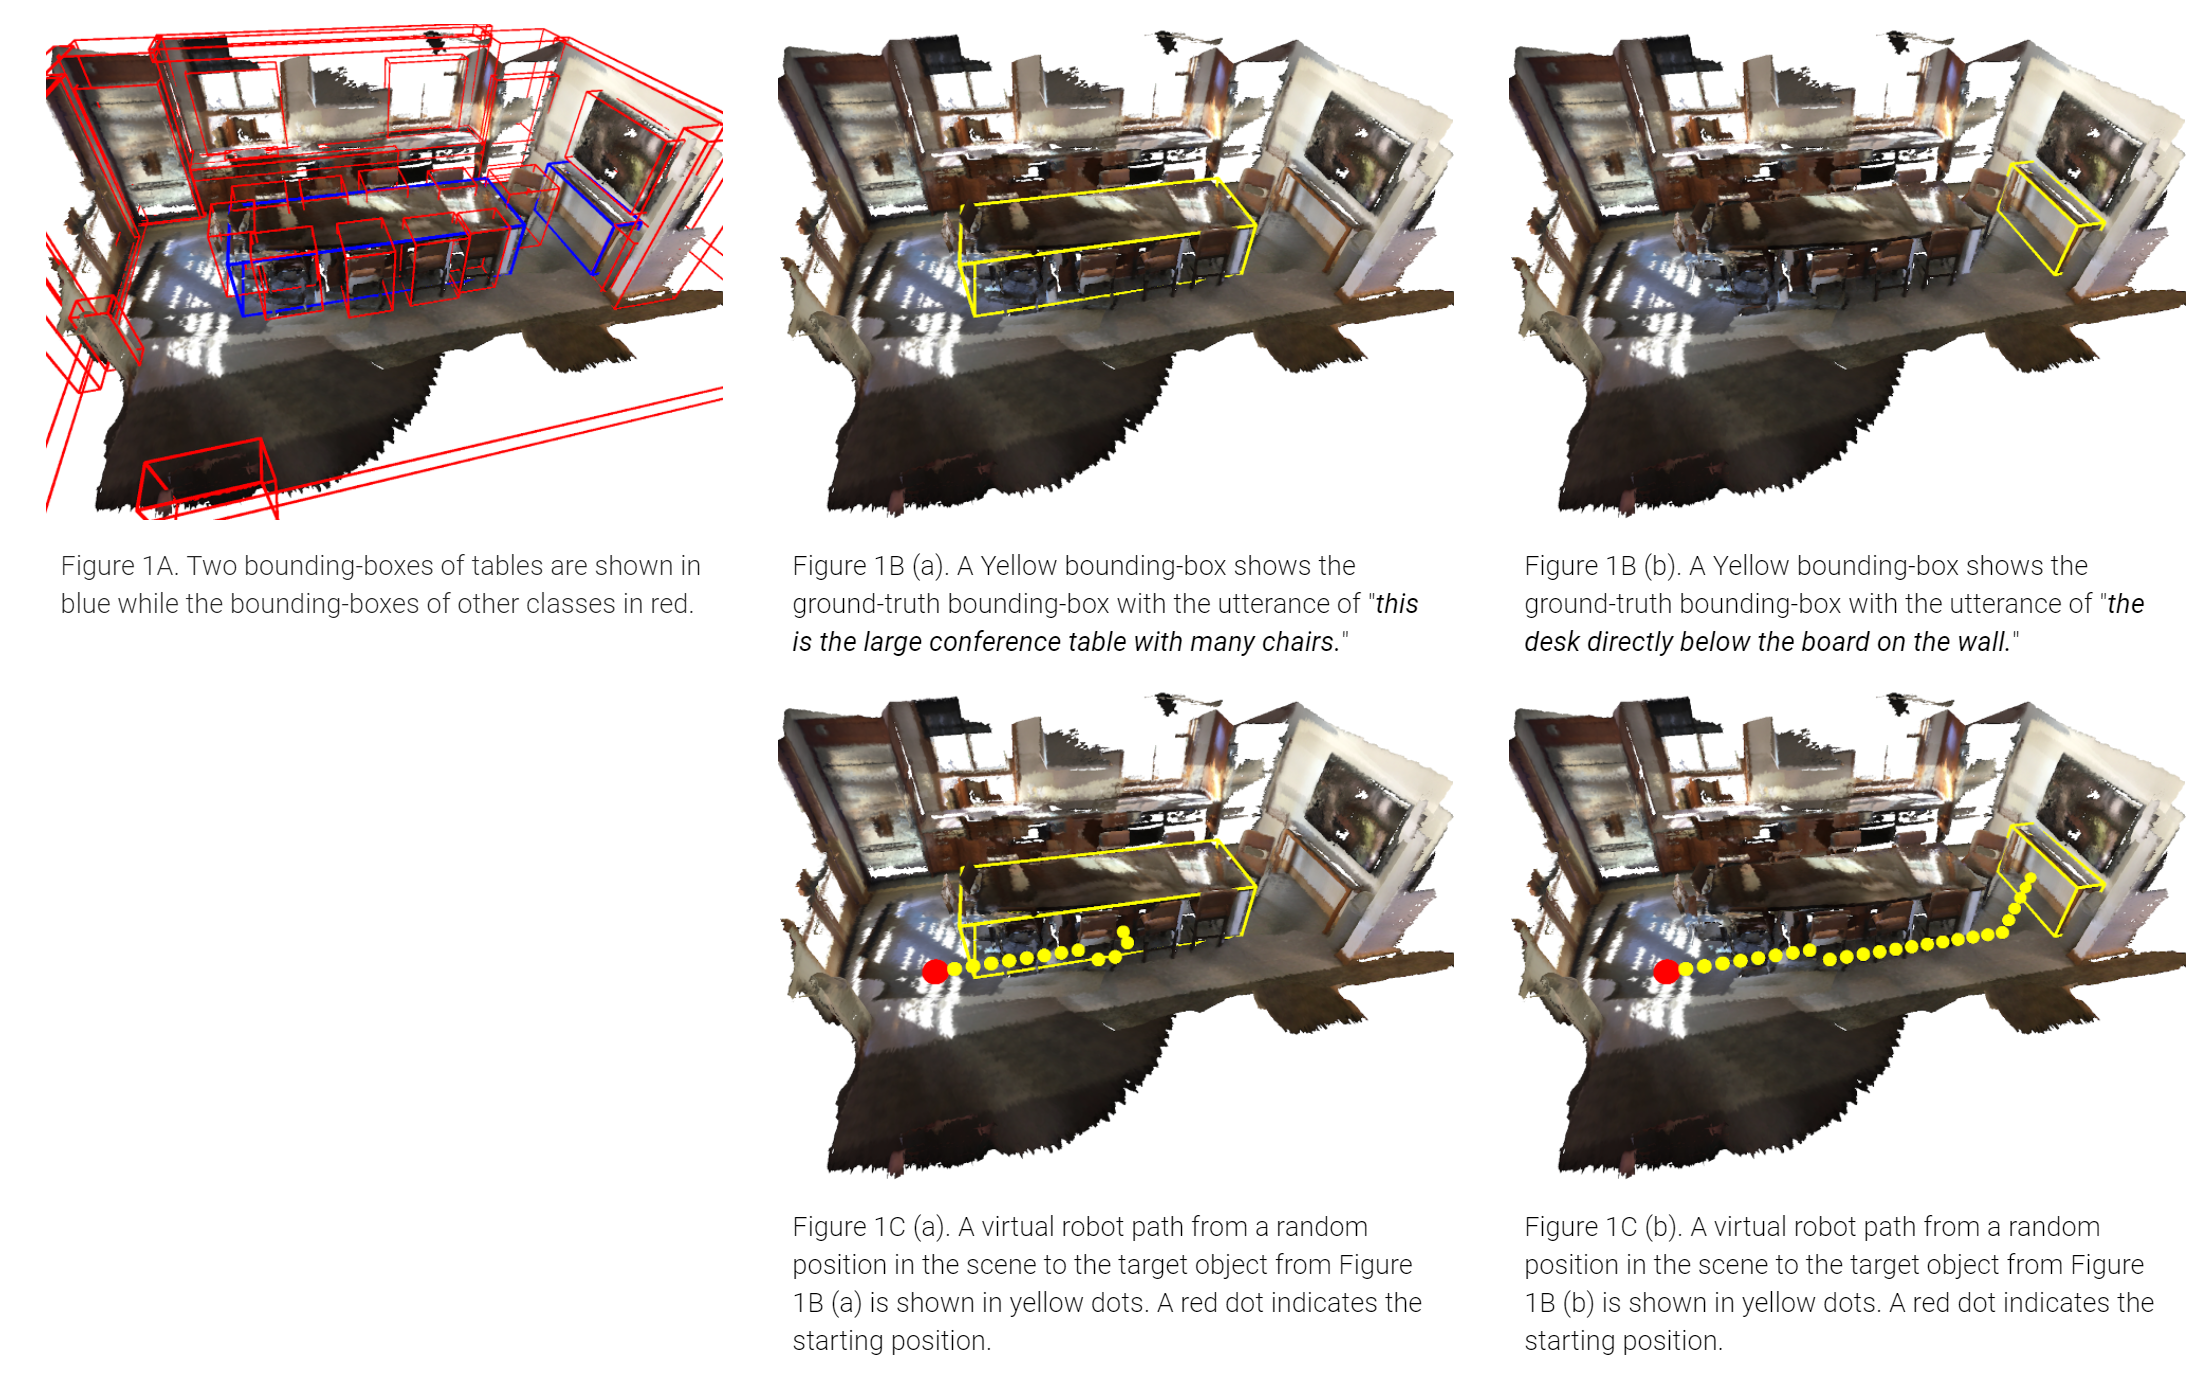 Figure 1A. Two bounding-boxes of tables are shown in
blue while the bounding-boxes of other classes in red.
Figure 1B (a). A Yellow bounding-box shows the
ground-truth bounding-box with the utterance of "this
is the large conference table with many chairs."
Figure 1B (b). A Yellow bounding-box shows the
ground-truth bounding-box with the utterance of "the
desk directly below the board on the wall."
Figure 1C (a). A virtual robot path from a random
position in the scene to the target object from Figure
1B (a) is shown in yellow dots. A red dot indicates the
starting position.
Figure 1C (b). A virtual robot path from a random
position in the scene to the target object from Figure
1B (b) is shown in yellow dots. A red dot indicates the
starting position.